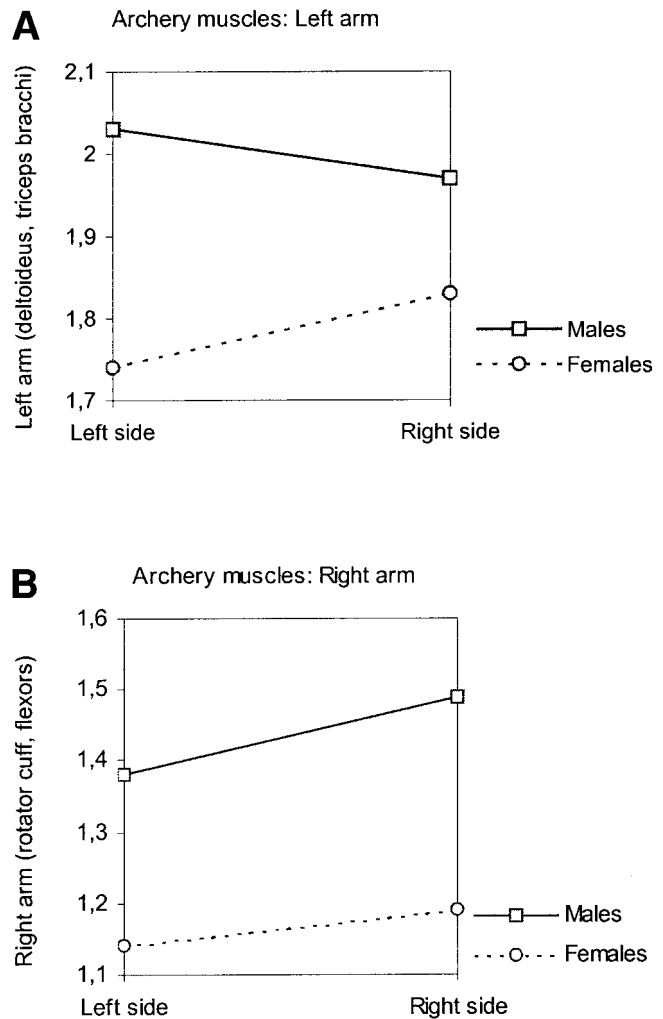 A
Archery muscles: Left arm
Left arm (deltoideus, triceps bracchi)
2,1
2
1,9
1,8
1,7
Left side
Right side
Males
Females
B
Archery muscles: Right arm
Right arm (rotator cuff, flexors)
1,6
1,5
1,4
1,3
1,2
1,1
Left side
Right side
Males
Females